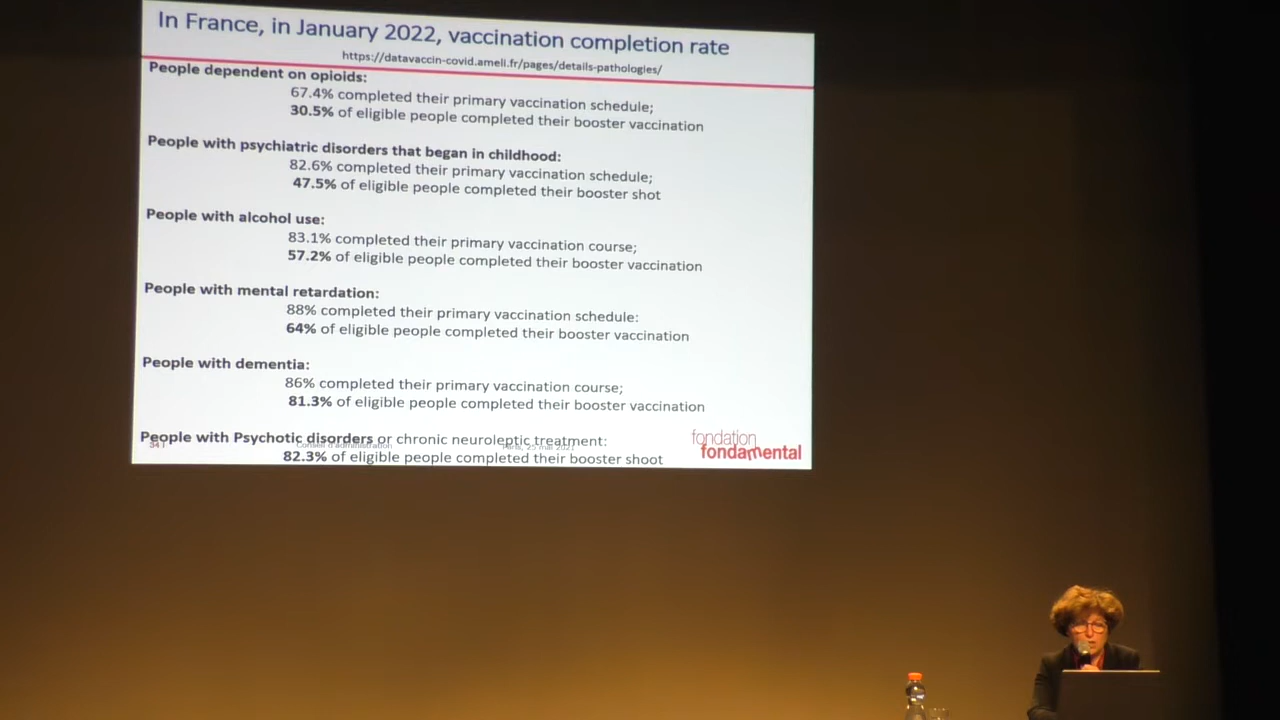 In France, in January 2022, vaccination completion rate
https://datavaccin-covid.ameli.fr/pages/details-pathologies/
People dependent on opioids:
67.4% completed their primary vaccination schedule;
30.5% of eligible people completed their booster vaccination
People with psychiatric disorders that began in childhood:
82.6% completed their primary vaccination schedule;
47.5% of eligible people completed their booster shot
People with alcohol use:
83.1% completed their primary vaccination course;
57.2% of eligible people completed their booster vaccination
People with mental retardation:
88% completed their primary vaccination schedule:
64% of eligible people completed their booster vaccination
People with dementia:
86% completed their primary vaccination course;
81.3% of eligible people completed their booster vaccination
People with Psychotic disorders or chronic neuroleptic treatment:
34 Conseil d'administration Paris, 25 mai 2021
82.3% of eligible people completed their booster shoot
fondation
fondamental